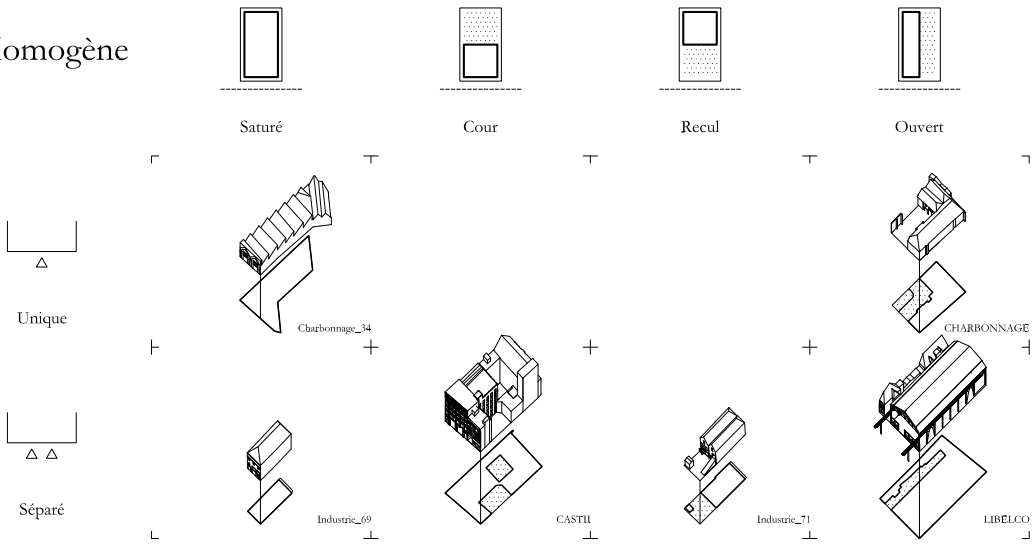 omogène
Saturé Cour Recul Ouvert
Unique
Charbonnage_34 CHARBONNAGE
Séparé
Industrie_69 CASTII Industrie_71 LIBELCO